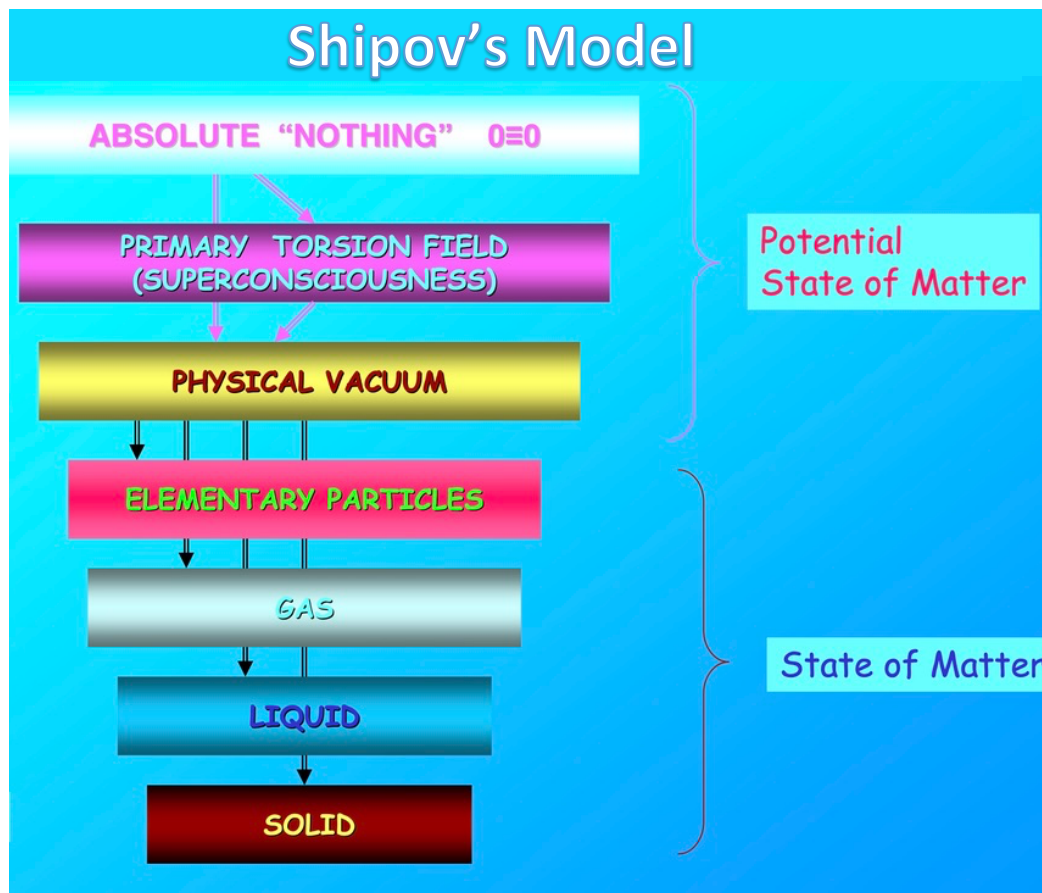 Shipov's Model
ABSOLUTE “NOTHING” 0≡0
PRIMARY TORSION FIELD
(SUPERCONSCIOUSNESS)
Potential
State of Matter
PHYSICAL VACUUM
ELEMENTARY PARTICLES
GAS
State of Matter
LIQUID
SOLID